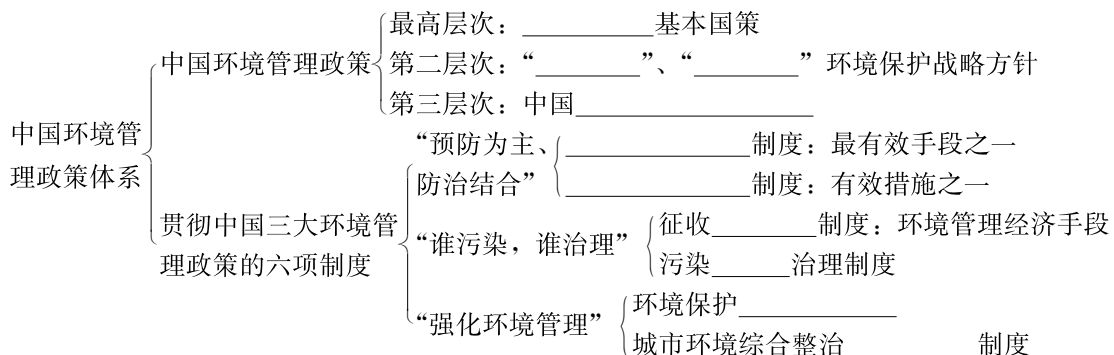 最高层次：__________基本国策
中国环境管理政策
第二层次：“________”、“________”环境保护战略方针
第三层次：中国__________________
中国环境管
理政策体系
“预防为主、
防治结合”
______________制度：最有效手段之一
______________制度：有效措施之一
贯彻中国三大环境管
理政策的六项制度
“谁污染，谁治理”
征收________制度：环境管理经济手段
污染______治理制度
“强化环境管理”
环境保护____________
城市环境综合整治__________制度